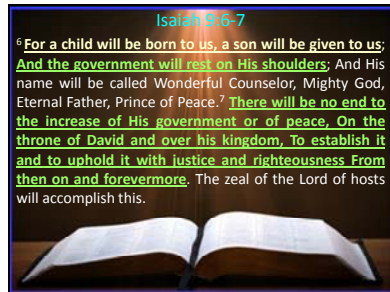 Isaiah 9:6-7
6 For a child will be born to us, a son will be given to us;
And the government will rest on His shoulders; And His
name will be called Wonderful Counselor, Mighty God,
Eternal Father, Prince of Peace.7 There will be no end to
the increase of His government or of peace, On the
throne of David and over his kingdom, To establish it
and to uphold it with justice and righteousness From
then on and forevermore. The zeal of the Lord of hosts
will accomplish this.